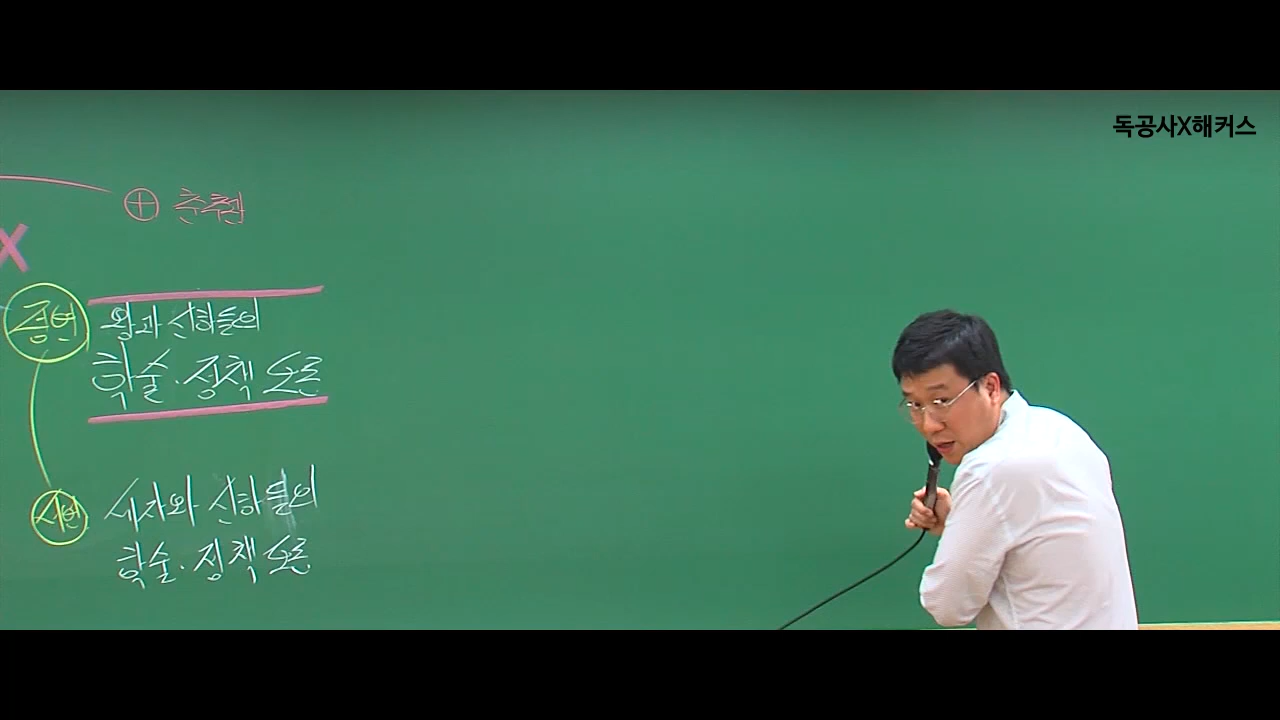 독공사X해커스
⊕ 춘추관
X
경연 왕과 신하들의
학술·정책 토론
서연 세자와 신하들의
학술·정책 토론